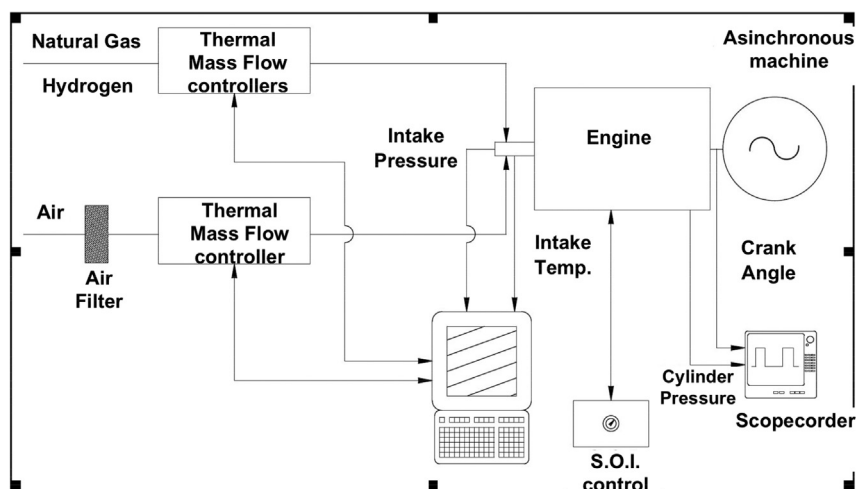 Natural Gas
Hydrogen
Thermal
Mass Flow
controllers
Asinchronous
machine
Intake
Pressure
Engine
Air
Air
Filter
Thermal
Mass Flow
controller
Intake
Temp.
Crank
Angle
Cylinder
Pressure
Scopecorder
S.O.I.
control